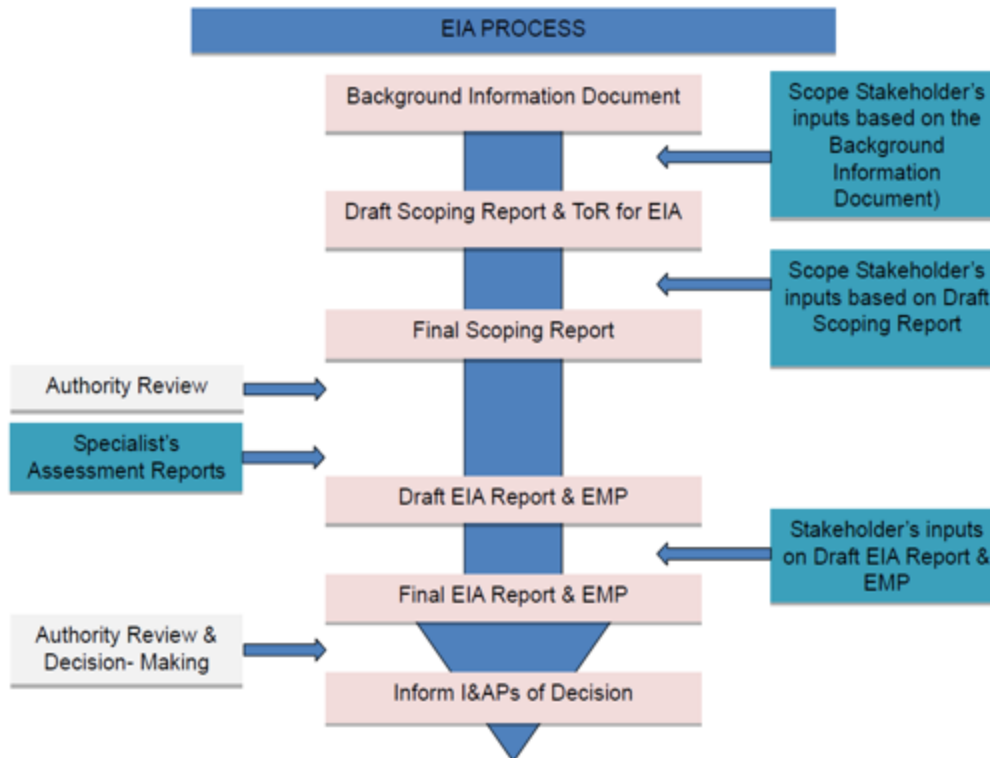 EIA PROCESS
Background Information Document
Scope Stakeholder's
inputs based on the
Background
Information
Document)
Draft Scoping Report & ToR for EIA
Scope Stakeholder's
inputs based on Draft
Scoping Report
Final Scoping Report
Authority Review
Specialist's
Assessment Reports
Draft EIA Report & EMP
Stakeholder's inputs
on Draft EIA Report &
EMP
Final EIA Report & EMP
Authority Review &
Decision- Making
Inform I&APs of Decision